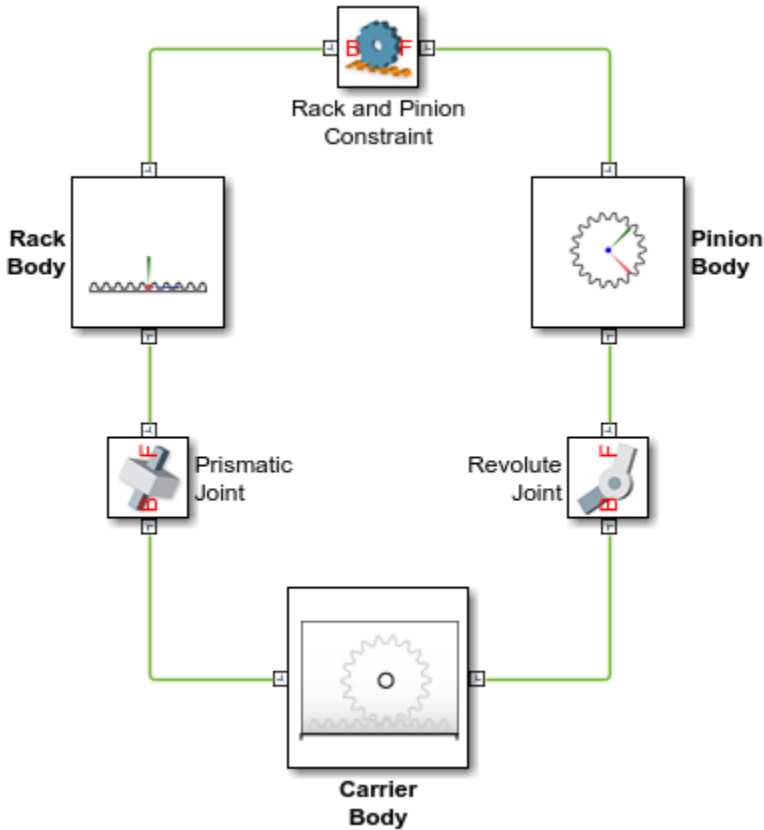 B F
Rack and Pinion
Constraint
Rack
Body
Pinion
Body
F
B
Prismatic
Joint
Revolute
Joint
F
B
Carrier
Body